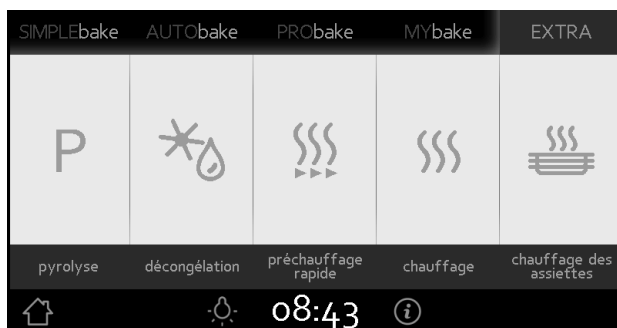 SIMPLEbake AUTObake PRObake MYbake EXTRA
P
pyrolyse décongélation préchauffage rapide chauffage chauffage des assiettes
08:43 i